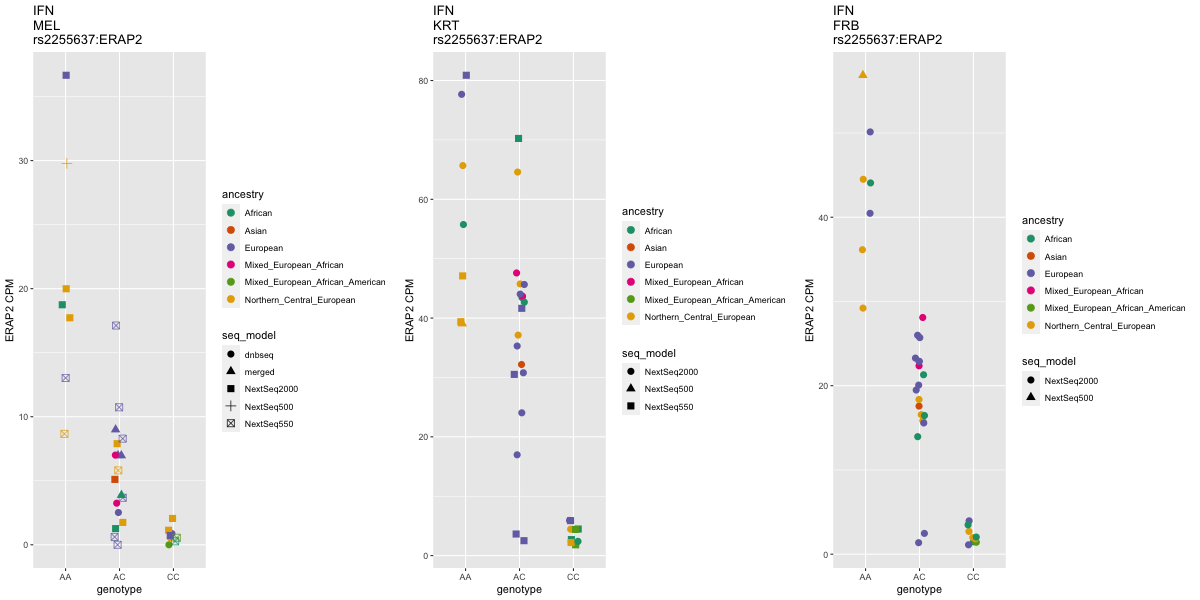 IFN
MEL
rs2255637:ERAP2
30
20
10
0
ERAP2 CPM
AA
AC
CC
genotype
ancestry
African
Asian
European
Mixed_European_African
Mixed_European_African_American
Northern_Central_European
seq_model
dnbseq
merged
NextSeq2000
NextSeq500
NextSeq550
IFN
KRT
rs2255637:ERAP2
80
60
40
20
0
ERAP2 CPM
AA
AC
CC
genotype
ancestry
African
Asian
European
Mixed_European_African
Mixed_European_African_American
Northern_Central_European
seq_model
NextSeq2000
NextSeq500
NextSeq550
IFN
FRB
rs2255637:ERAP2
40
20
0
ERAP2 CPM
AA
AC
CC
genotype
ancestry
African
Asian
European
Mixed_European_African
Mixed_European_African_American
Northern_Central_European
seq_model
NextSeq2000
NextSeq500